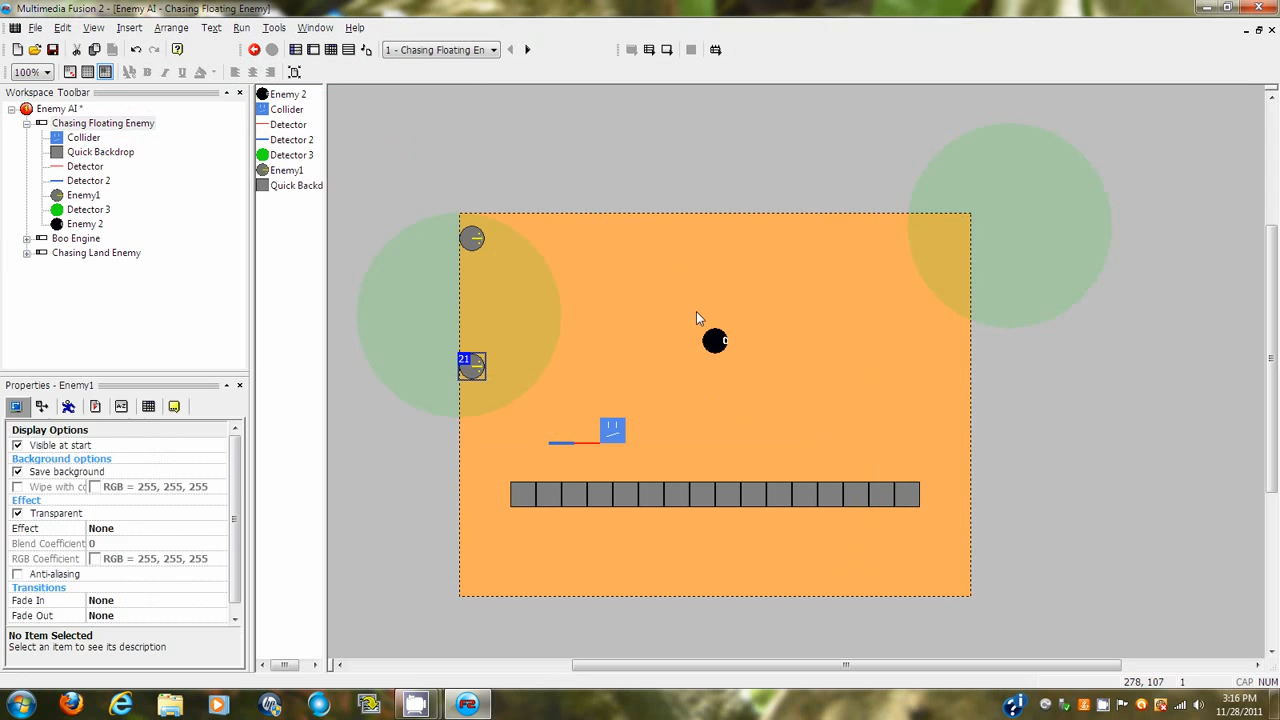 Multimedia Fusion 2 - [Enemy AI - Chasing Floating Enemy]
File Edit View Insert Arrange Text Run Tools Window Help
1 - Chasing Floating En
100%
Workspace Toolbar
Enemy AI *
Chasing Floating Enemy
Collider
Quick Backdrop
Detector
Detector 2
Enemy1
Detector 3
Enemy 2
Boo Engine
Chasing Land Enemy
Enemy 2
Collider
Detector
Detector 2
Detector 3
Enemy1
Quick Backd
21
0
Properties - Enemy1
Display Options
Visible at start
Background options
Save background
Wipe with co RGB = 255, 255, 255
Effect
Transparent
Effect None
Blend Coefficient 0
RGB Coefficient RGB = 255, 255, 255
Anti-aliasing
Transitions
Fade In None
Fade Out None
No Item Selected
Select an item to see its description
278, 107 1 CAP NUM
3:16 PM
11/28/2011